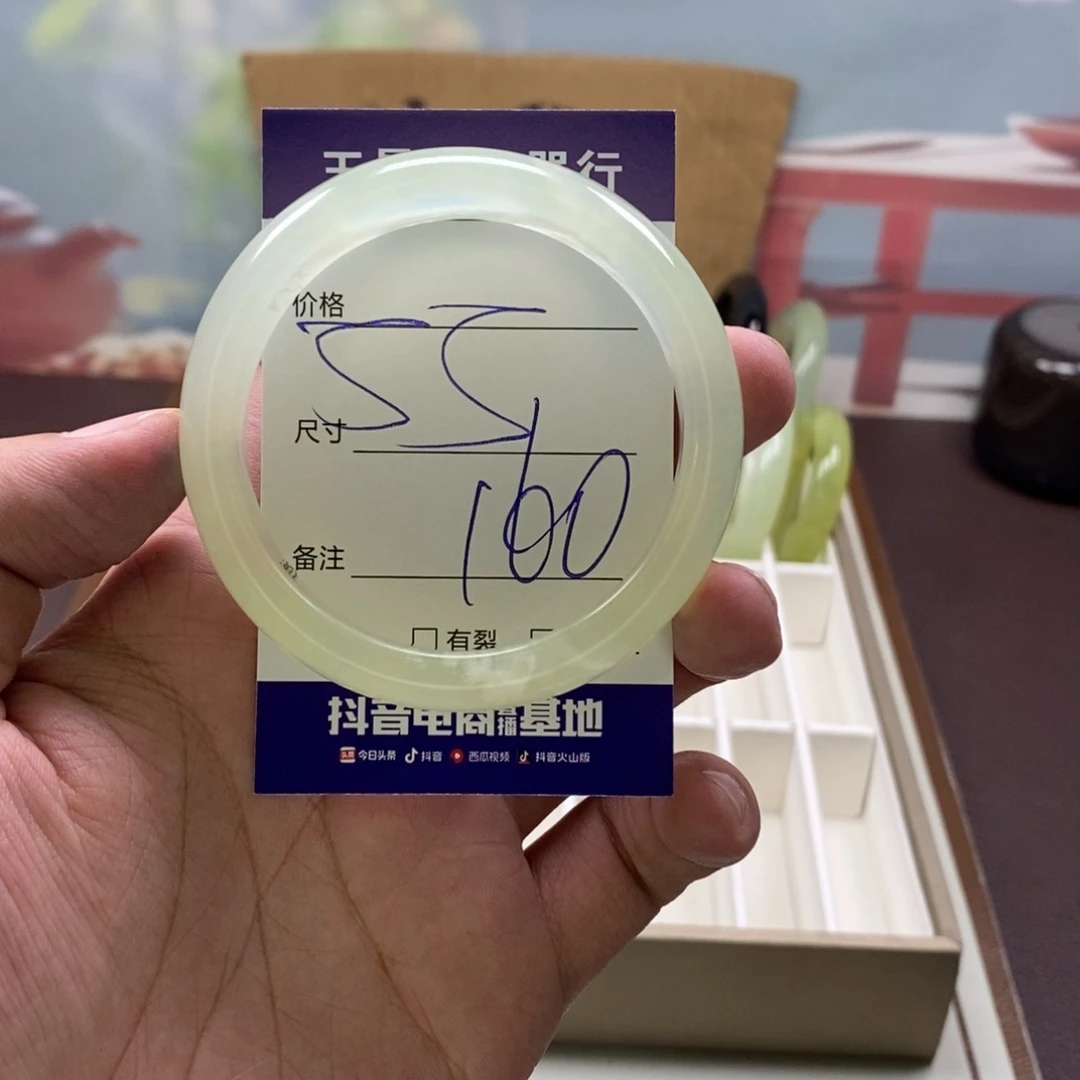 价格
55
尺寸
160
备注
有裂
抖音电商直播基地
今日头条 抖音 西瓜视频 抖音火山版